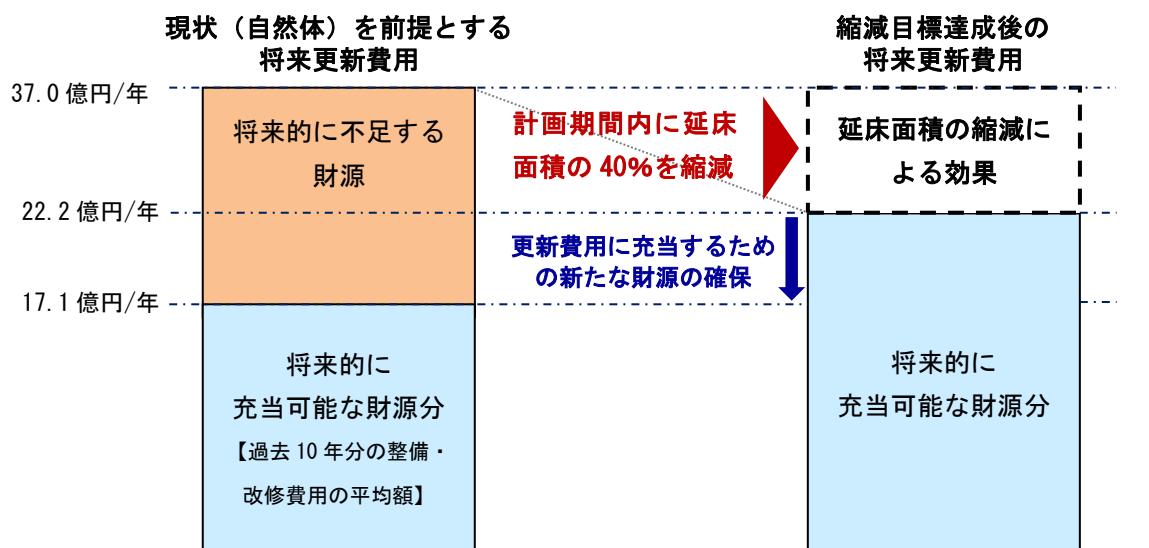 現状（自然体）を前提とする
将来更新費用
縮減目標達成後の
将来更新費用
37.0億円/年
将来的に不足する
財源
計画期間内に延床
面積の40%を縮減
延床面積の縮減に
よる効果
22.2億円/年
更新費用に充当するため
の新たな財源の確保
17.1億円/年
将来的に
充当可能な財源分
【過去10年分の整備・
改修費用の平均額】
将来的に
充当可能な財源分